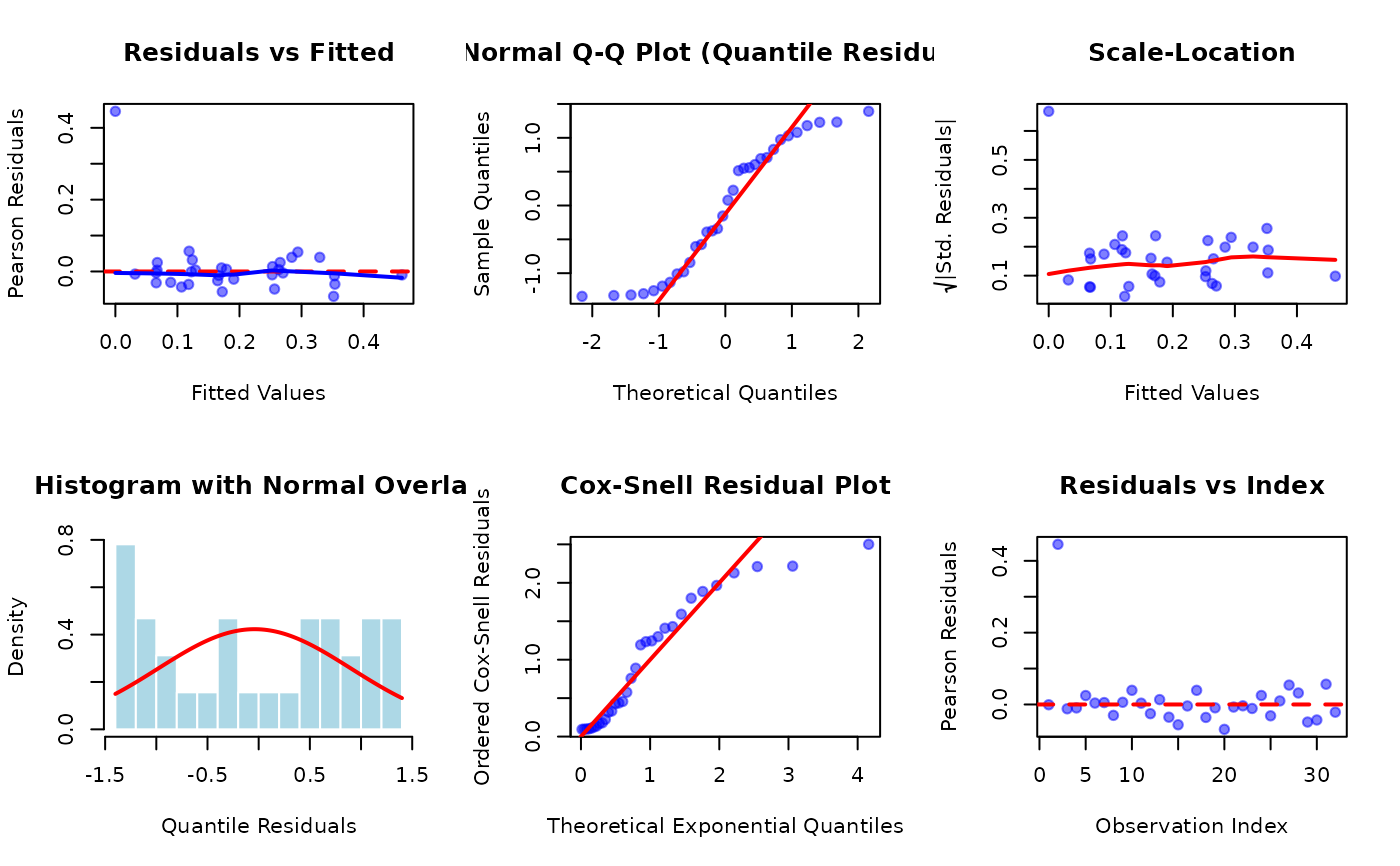 Residuals vs Fitted
Pearson Residuals
0.0 0.2 0.4
0.0 0.1 0.2 0.3 0.4
Fitted Values
Normal Q-Q Plot (Quantile Residu
Sample Quantiles
-1.0 0.0 1.0
-2 -1 0 1 2
Theoretical Quantiles
Scale-Location
√|Std. Residuals|
0.1 0.3 0.5
0.0 0.1 0.2 0.3 0.4
Fitted Values
Histogram with Normal Overla
Density
0.0 0.4 0.8
-1.5 -0.5 0.5 1.5
Quantile Residuals
Cox-Snell Residual Plot
Ordered Cox-Snell Residuals
0.0 1.0 2.0
0 1 2 3 4
Theoretical Exponential Quantiles
Residuals vs Index
Pearson Residuals
0.0 0.2 0.4
0 5 10 20 30
Observation Index